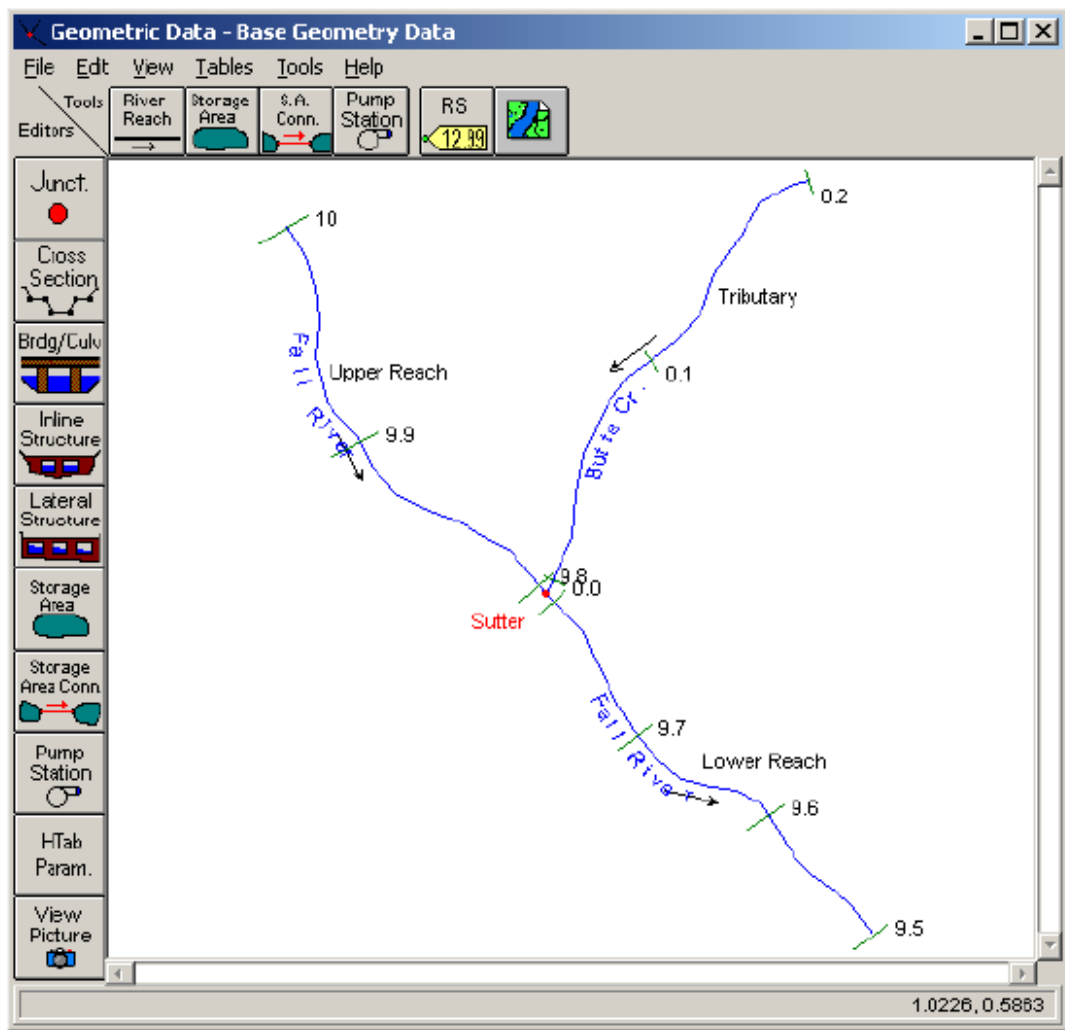 Geometric Data - Base Geometry Data
File Edit View Tables Tools Help
Tools
Editors
River
Reach
Storage
Area
S.A.
Conn.
Pump
Station
RS
12.99
Junct.
Cross
Section
Brdg/Culv
Inline
Structure
Lateral
Structure
Storage
Area
Storage
Area Conn
Pump
Station
HTab
Param.
View
Picture
10
0.2
Tributary
Fall River
Upper Reach
0.1
Butte Cr.
9.9
9.8
0.0
Sutter
9.7
Fall River
Lower Reach
9.6
9.5
1.0226, 0.5863